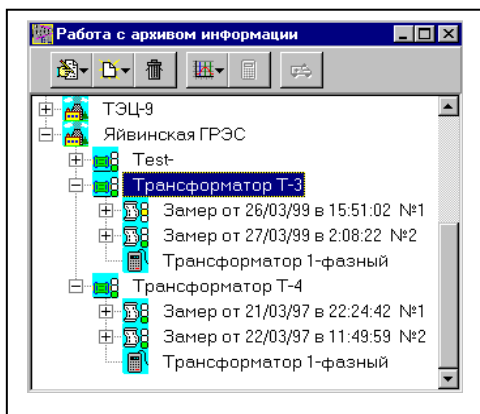 Работа с архивом информации
ТЭЦ-9
Яйвинская ГРЭС
Test-
Трансформатор Т-3
Замер от 26/03/99 в 15:51:02 №1
Замер от 27/03/99 в 2:08:22 №2
Трансформатор 1-фазный
Трансформатор Т-4
Замер от 21/03/97 в 22:24:42 №1
Замер от 22/03/97 в 11:49:59 №2
Трансформатор 1-фазный